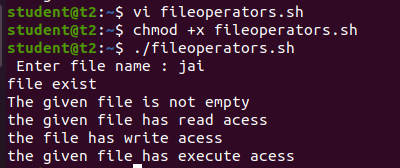 student@t2:~$ vi fileoperators.sh
student@t2:~$ chmod +x fileoperators.sh
student@t2:~$ ./fileoperators.sh
Enter file name : jai
file exist
The given file is not empty
the given file has read acess
the file has write acess
the given file has execute acess